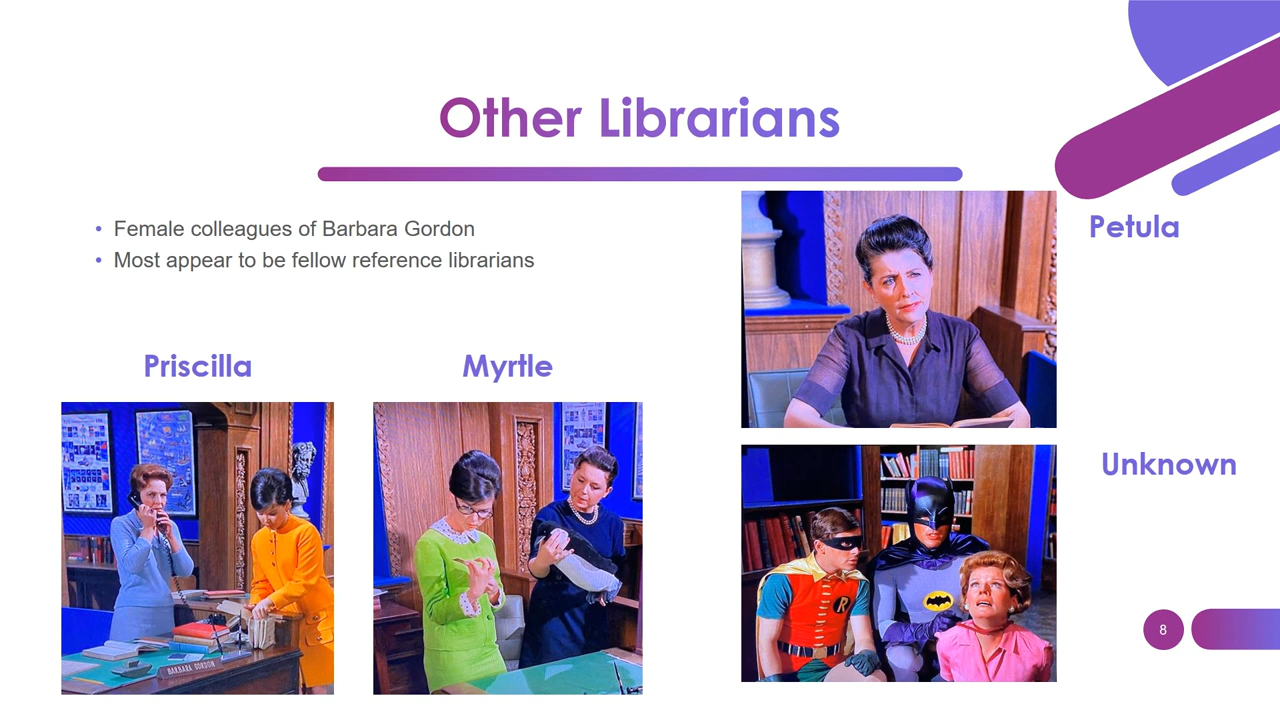 Other Librarians
• Female colleagues of Barbara Gordon
• Most appear to be fellow reference librarians
Petula
Priscilla
Myrtle
Unknown
BARBARA GORDON
R
8